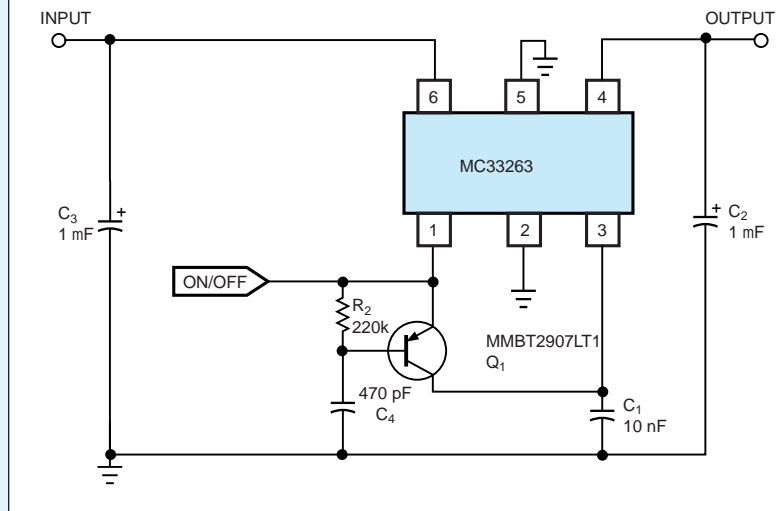 INPUT
OUTPUT
6
5
4
MC33263
C3
1 mF
+
1
2
3
+
C2
1 mF
ON/OFF
R2
220k
MMBT2907LT1
Q1
470 pF
C4
C1
10 nF